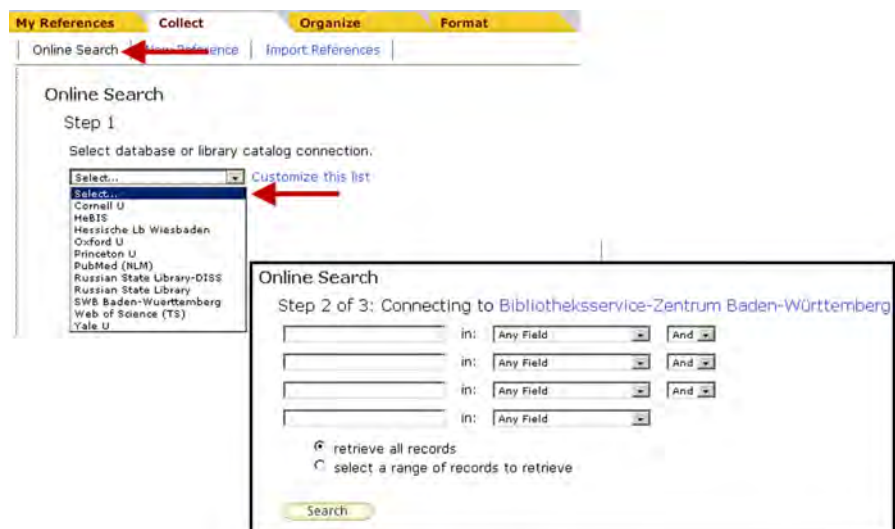 My References Collect Organize Format
Online Search New Reference Import References
Online Search
Step 1
Select database or library catalog connection.
Select... Customize this list
Select...
Cornell U
HeBIS
Hessische Lb Wiesbaden
Oxford U
Princeton U
PubMed (NLM)
Russian State Library-DISS
Russian State Library
SWB Baden-Wuerttemberg
Web of Science (TS)
Yale U
Online Search
Step 2 of 3: Connecting to Bibliotheksservice-Zentrum Baden-Württemberg
in: Any Field And
in: Any Field And
in: Any Field And
in: Any Field
retrieve all records
select a range of records to retrieve
Search